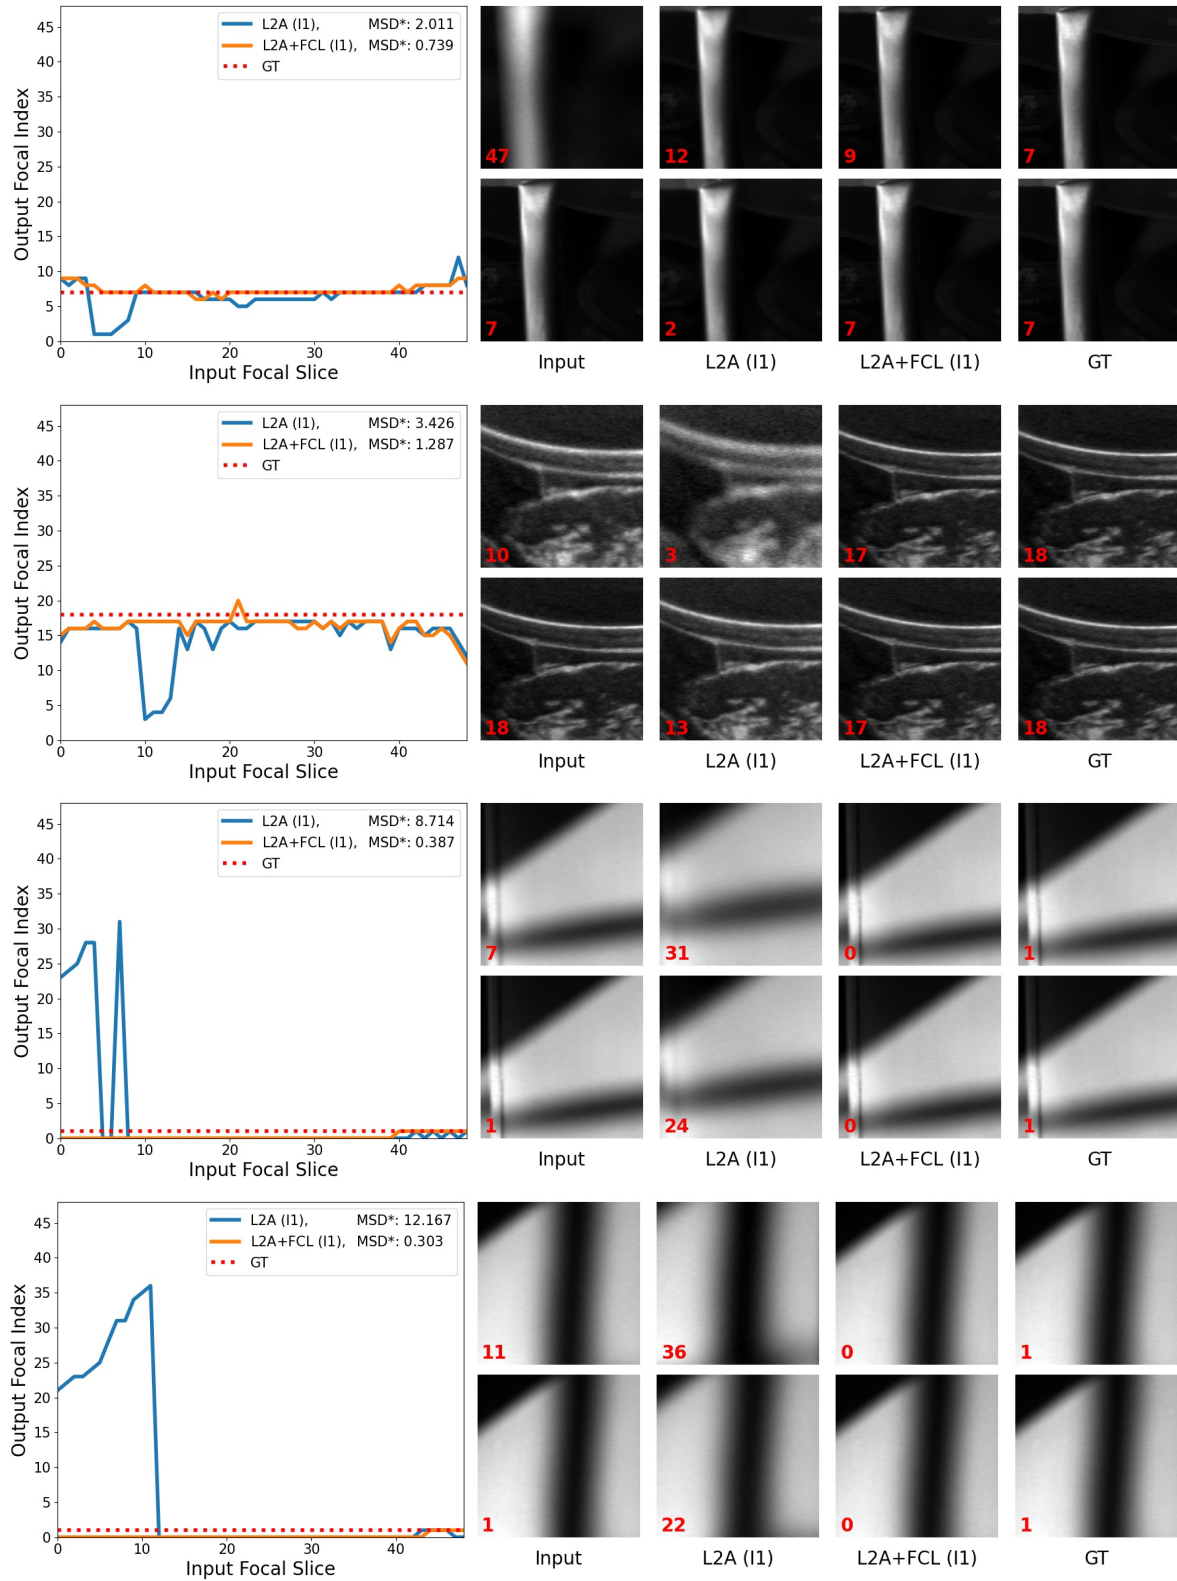 L2A (I1), MSD*: 2.011
L2A+FCL (I1), MSD*: 0.739
GT
Output Focal Index
45
40
35
30
25
20
15
10
5
0
0 10 20 30 40
Input Focal Slice
47 12 9 7
7 2 7 7
Input L2A (I1) L2A+FCL (I1) GT
L2A (I1), MSD*: 3.426
L2A+FCL (I1), MSD*: 1.287
GT
Output Focal Index
45
40
35
30
25
20
15
10
5
0
0 10 20 30 40
Input Focal Slice
10 3 17 18
18 13 17 18
Input L2A (I1) L2A+FCL (I1) GT
L2A (I1), MSD*: 8.714
L2A+FCL (I1), MSD*: 0.387
GT
Output Focal Index
45
40
35
30
25
20
15
10
5
0
0 10 20 30 40
Input Focal Slice
7 31 0 1
1 24 0 1
Input L2A (I1) L2A+FCL (I1) GT
L2A (I1), MSD*: 12.167
L2A+FCL (I1), MSD*: 0.303
GT
Output Focal Index
45
40
35
30
25
20
15
10
5
0
0 10 20 30 40
Input Focal Slice
11 36 0 1
1 22 0 1
Input L2A (I1) L2A+FCL (I1) GT